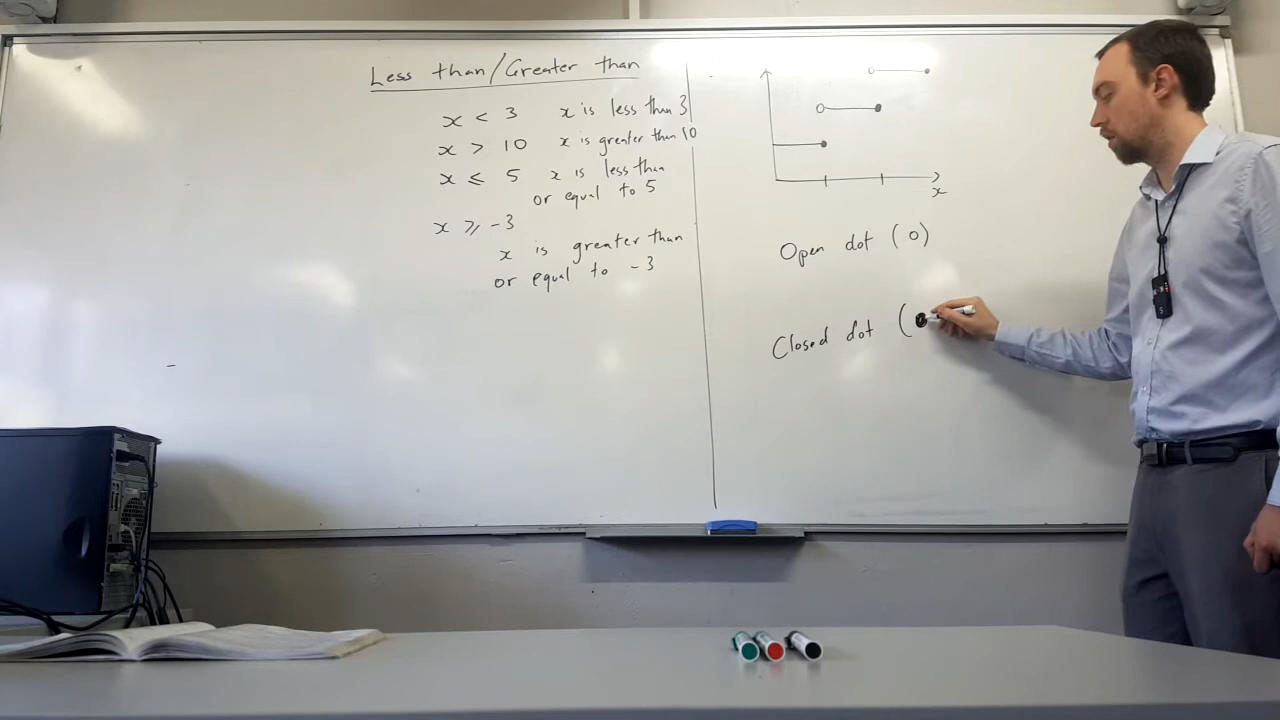 Less than/Greater than
x < 3 x is less than 3
x > 10 x is greater than 10
x ⩽ 5 x is less than
or equal to 5
x ⩾ -3
x is greater than
or equal to -3
x
Open dot (○)
Closed dot (●